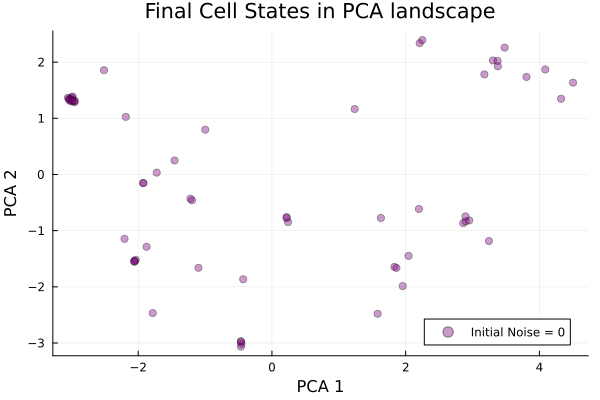 Final Cell States in PCA landscape
PCA 2
2
1
0
−1
−2
−3
Initial Noise = 0
−2
0
2
4
PCA 1